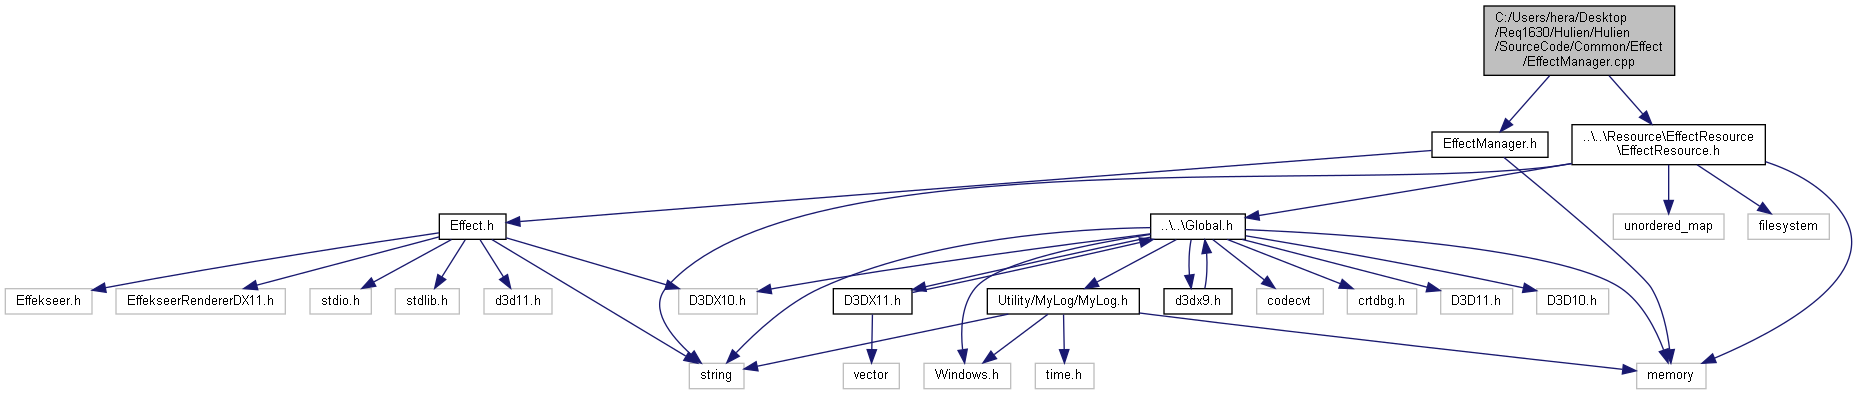 C:/Users/hera/Desktop
/Req1630/Hulien/Hulien
/SourceCode/Common/Effect
/EffectManager.cpp
EffectManager.h
..\..\Resource\EffectResource
\EffectResource.h
Effect.h
..\..\Global.h
unordered_map
filesystem
Effekseer.h
EffekseerRendererDX11.h
stdio.h
stdlib.h
d3d11.h
D3DX10.h
D3DX11.h
Utility/MyLog/MyLog.h
d3dx9.h
codecvt
crtdbg.h
D3D11.h
D3D10.h
string
vector
Windows.h
time.h
memory